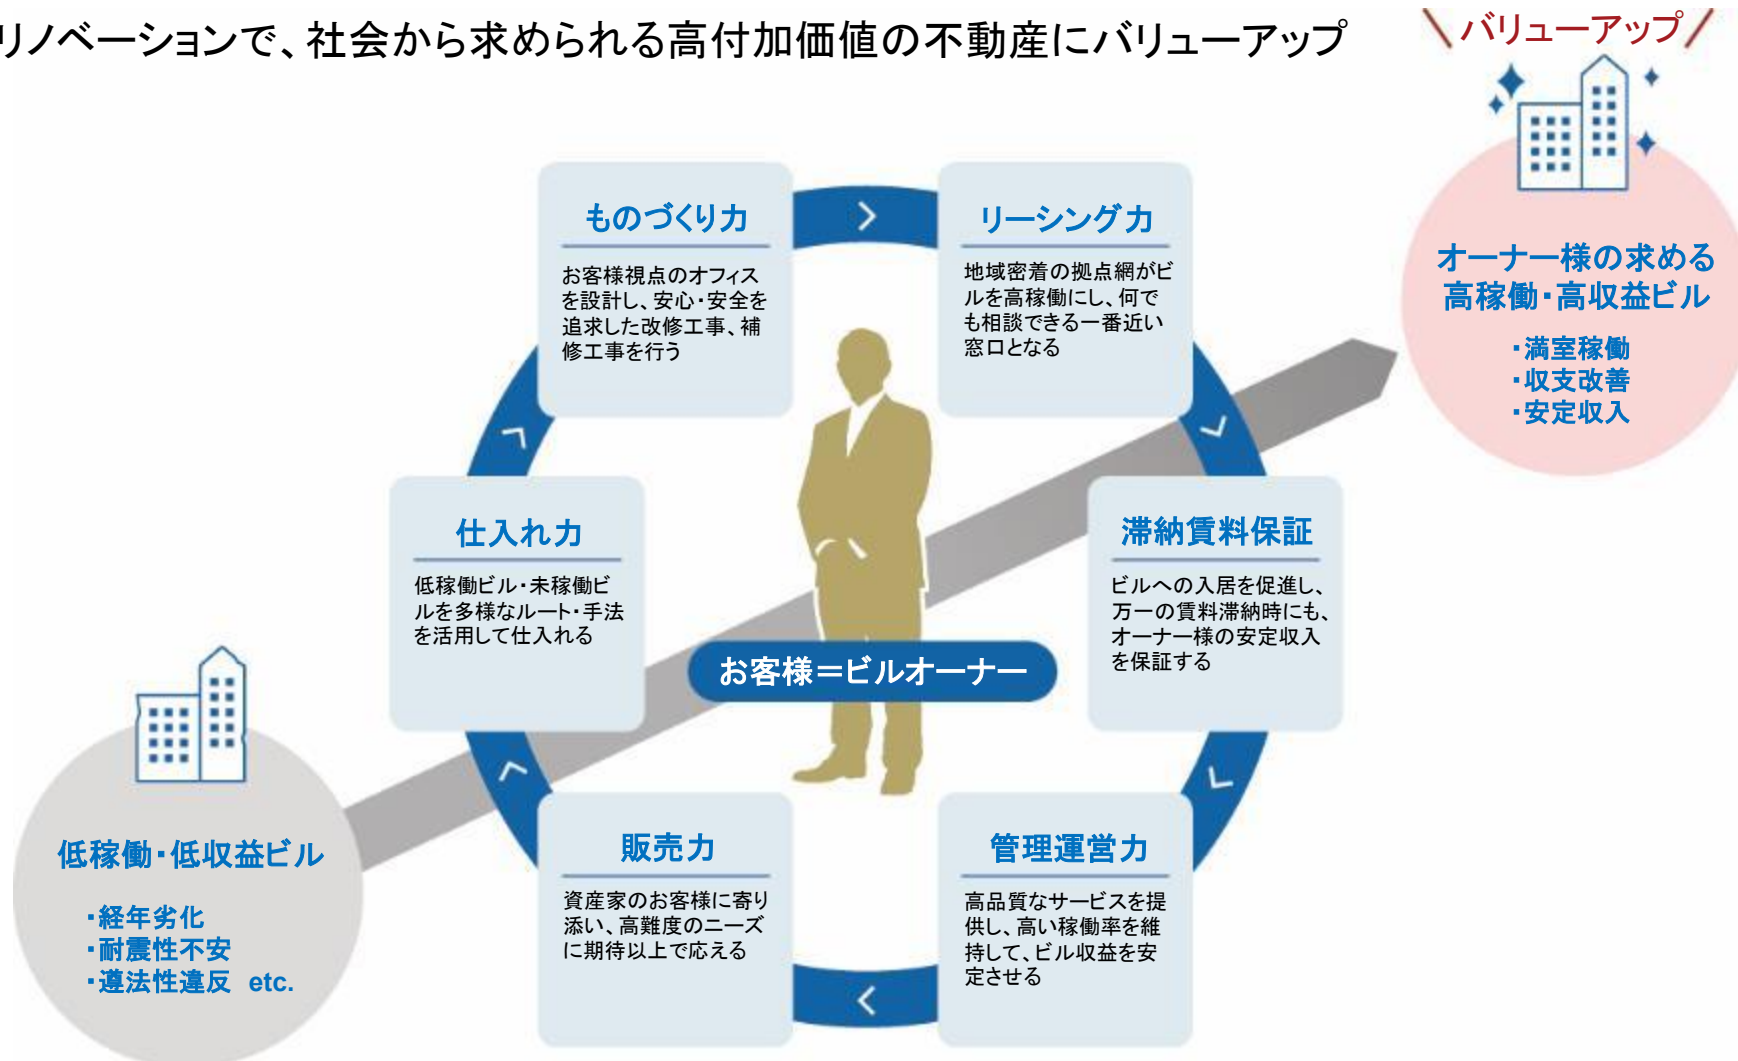 リノベーションで、社会から求められる高付加価値の不動産にバリューアップ
バリューアップ
オーナー様の求める
高稼働・高収益ビル
・満室稼働
・収支改善
・安定収入
ものづくり力
お客様視点のオフィス
を設計し、安心・安全を
追求した改修工事、補
修工事を行う
リーシング力
地域密着の拠点網がビ
ルを高稼働にし、何で
も相談できる一番近い
窓口となる
仕入れ力
低稼働ビル・未稼働ビ
ルを多様なルート・手法
を活用して仕入れる
滞納賃料保証
ビルへの入居を促進し、
万一の賃料滞納時にも、
オーナー様の安定収入
を保証する
お客様＝ビルオーナー
販売力
資産家のお客様に寄り
添い、高難度のニーズ
に期待以上で応える
管理運営力
高品質なサービスを提
供し、高い稼働率を維
持して、ビル収益を安
定させる
低稼働・低収益ビル
・経年劣化
・耐震性不安
・遵法性違反 etc.